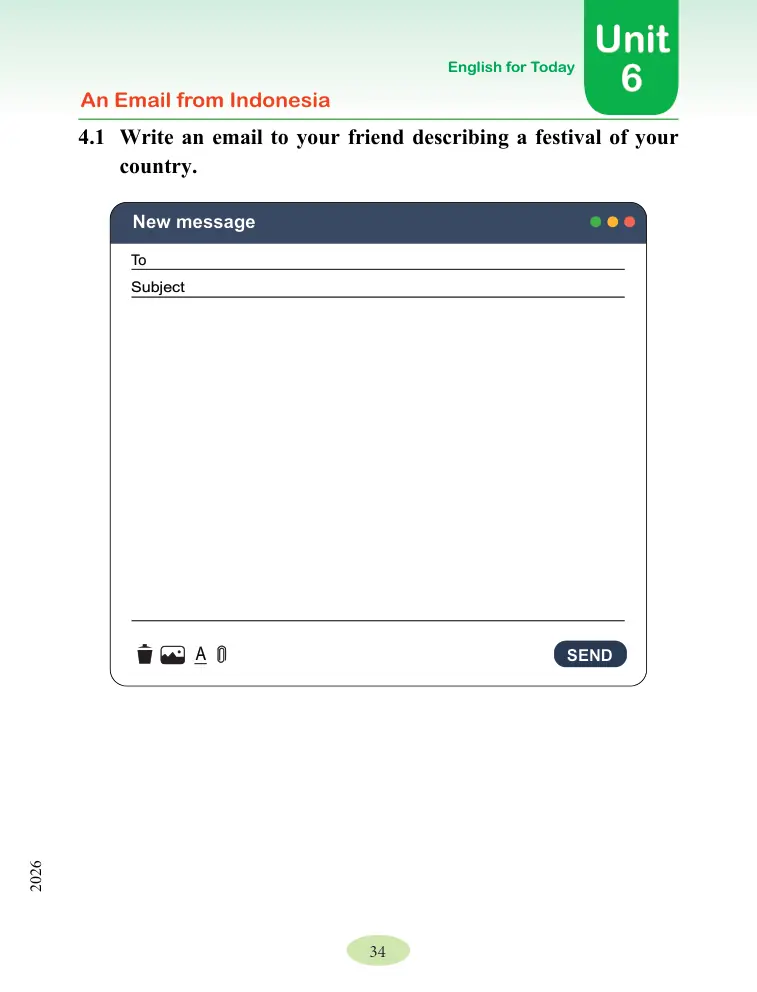 Unit
6
English for Today
An Email from Indonesia
4.1 Write an email to your friend describing a festival of your
country.
New message
To
Subject
A
SEND
2026
34